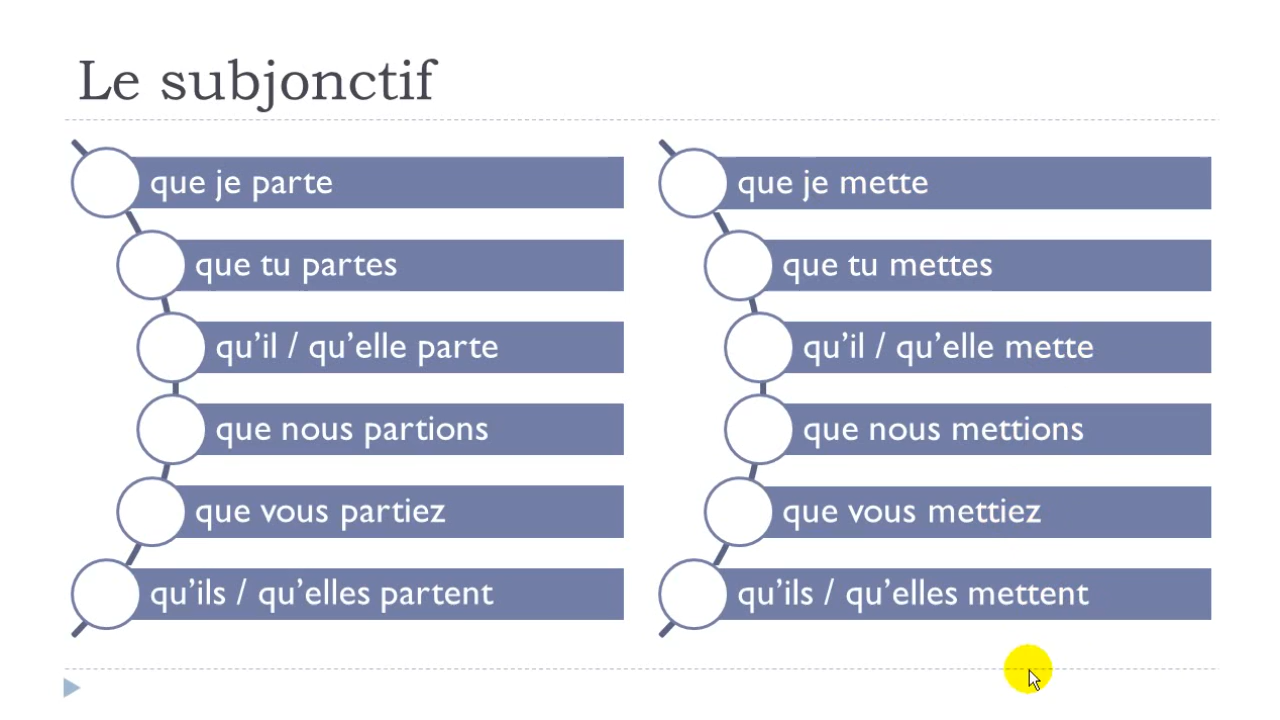 Le subjonctif
que je parte
que tu partes
qu’il / qu’elle parte
que nous partions
que vous partiez
qu’ils / qu’elles partent
que je mette
que tu mettes
qu’il / qu’elle mette
que nous mettions
que vous mettiez
qu’ils / qu’elles mettent